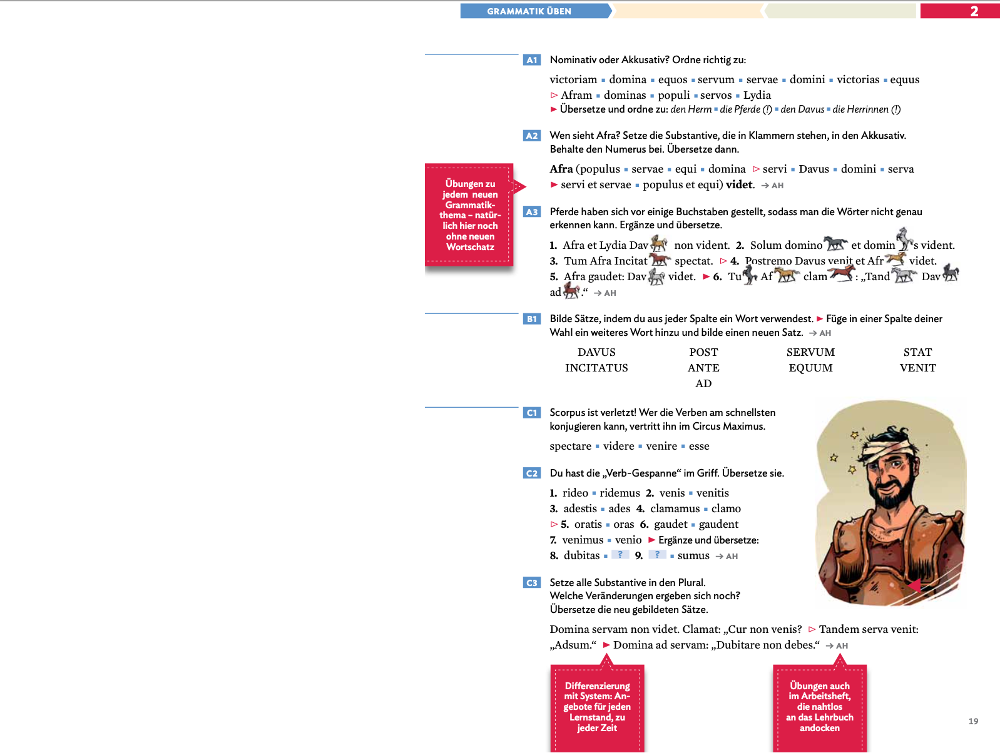 GRAMMATIK ÜBEN
2
A1 Nominativ oder Akkusativ? Ordne richtig zu:
victoriam ▪ domina ▪ equos ▪ servum ▪ servae ▪ domini ▪ victorias ▪ equus
▷ Afram ▪ dominas ▪ populi ▪ servos ▪ Lydia
► Übersetze und ordne zu: den Herrn ▪ die Pferde (!) ▪ den Davus ▪ die Herrinnen (!)
A2 Wen sieht Afra? Setze die Substantive, die in Klammern stehen, in den Akkusativ.
Behalte den Numerus bei. Übersetze dann.
Afra (populus ▪ servae ▪ equi ▪ domina ▷ servi ▪ Davus ▪ domini ▪ serva
► servi et servae ▪ populus et equi) videt. → AH
Übungen zu
jedem neuen
Grammatik-
thema – natür-
lich hier noch
ohne neuen
Wortschatz
A3 Pferde haben sich vor einige Buchstaben gestellt, sodass man die Wörter nicht genau
erkennen kann. Ergänze und übersetze.
1. Afra et Lydia Dav non vident. 2. Solum domino et domin s vident.
3. Tum Afra Incitat spectat. ▷ 4. Postremo Davus venit et Afr videt.
5. Afra gaudet: Dav videt. ► 6. Tu Af clam : „Tand Dav
ad .“ → AH
B1 Bilde Sätze, indem du aus jeder Spalte ein Wort verwendest. ► Füge in einer Spalte deiner
Wahl ein weiteres Wort hinzu und bilde einen neuen Satz. → AH
DAVUS POST SERVUM STAT
INCITATUS ANTE EQUUM VENIT
AD
C1 Scorpus ist verletzt! Wer die Verben am schnellsten
konjugieren kann, vertritt ihn im Circus Maximus.
spectare ▪ videre ▪ venire ▪ esse
C2 Du hast die „Verb-Gespanne“ im Griff. Übersetze sie.
1. rideo ▪ ridemus 2. venis ▪ venitis
3. adestis ▪ ades 4. clamamus ▪ clamo
▷ 5. oratis ▪ oras 6. gaudet ▪ gaudent
7. venimus ▪ venio ► Ergänze und übersetze:
8. dubitas ▪ ? 9. ? ▪ sumus → AH
C3 Setze alle Substantive in den Plural.
Welche Veränderungen ergeben sich noch?
Übersetze die neu gebildeten Sätze.
Domina servam non videt. Clamat: „Cur non venis? ▷ Tandem serva venit:
„Adsum.“ ► Domina ad servam: „Dubitare non debes.“ → AH
Differenzierung
mit System: An-
gebote für jeden
Lernstand, zu
jeder Zeit
Übungen auch
im Arbeitsheft,
die nahtlos
an das Lehrbuch
andocken
19